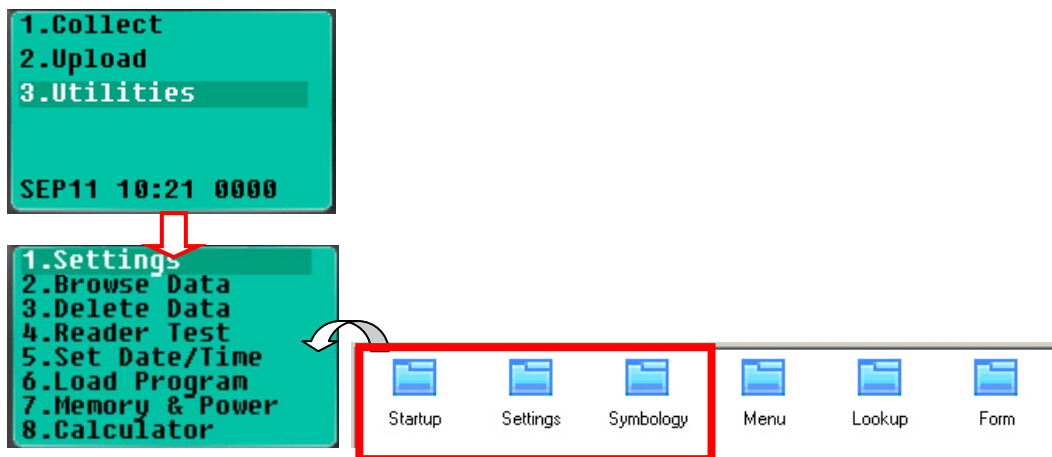 1.Collect
2.Upload
3.Utilities
SEP11 10:21 0000
1.Settings
2.Browse Data
3.Delete Data
4.Reader Test
5.Set Date/Time
6.Load Program
7.Memory & Power
8.Calculator
Startup Settings Symbology Menu Lookup Form